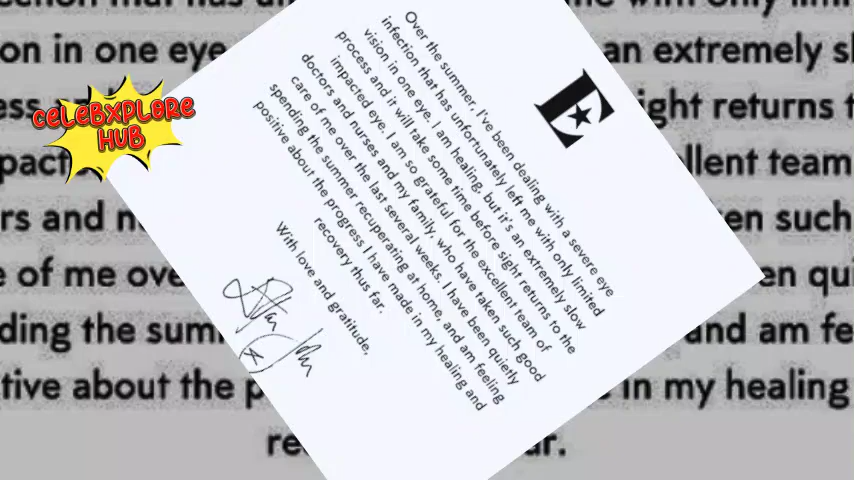 CELEBXPLORE
HUB
E
Over the summer, I've been dealing with a severe eye
infection that has unfortunately left me with only limited
vision in one eye. I am healing, but it's an extremely slow
process and it will take some time before sight returns to the
impacted eye. I am so grateful for the excellent team of
doctors and nurses and my family, who have taken such good
care of me over the last several weeks. I have been quietly
spending the summer recuperating at home, and am feeling
positive about the progress I have made in my healing and
recovery thus far.
With love and gratitude,
on in one eye an extremely sl
ess ight returns t
pact llent team
rs and n en such
e of me ove en qui
ding the sum and am fe
tive about the p in my healing
re ar.